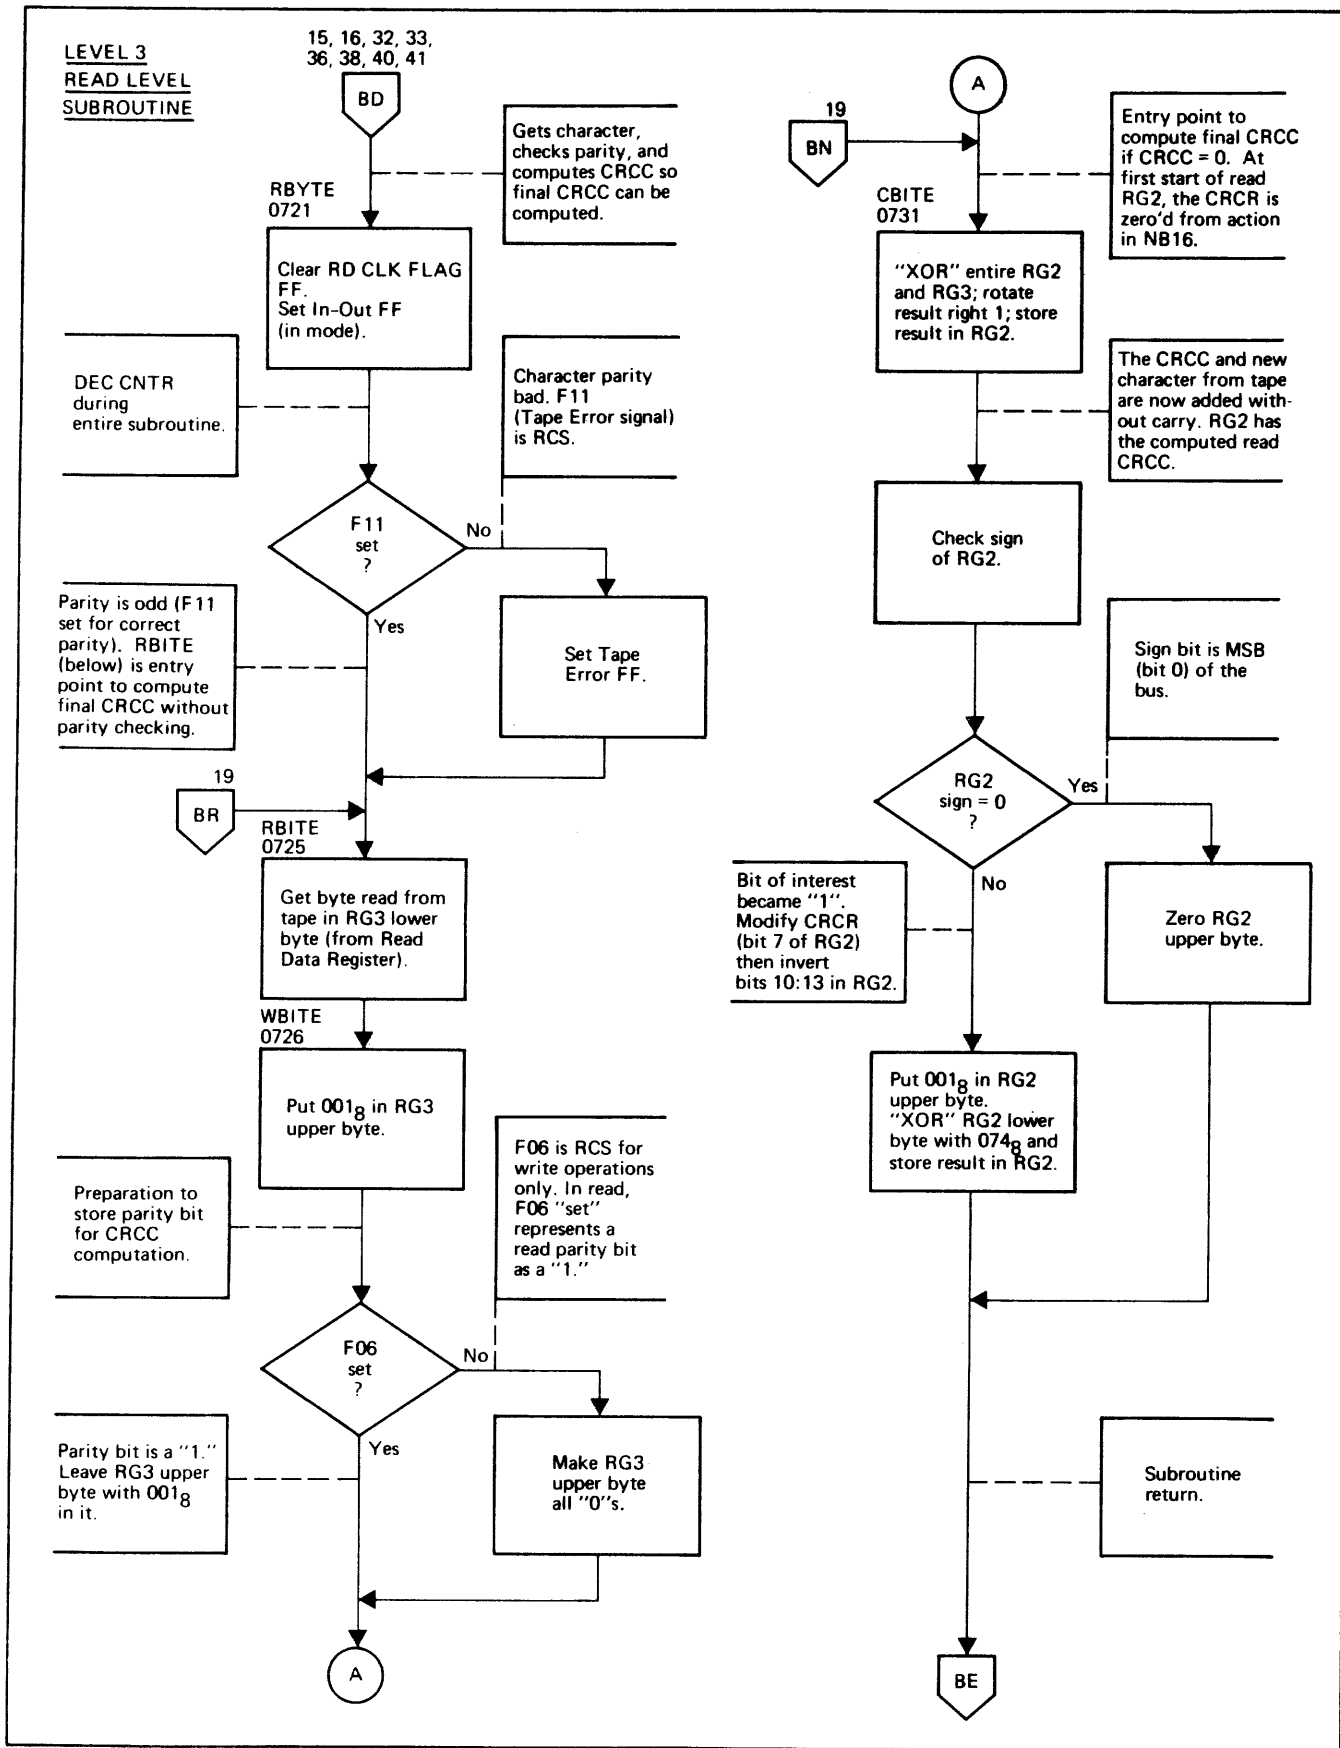 LEVEL 3
READ LEVEL
SUBROUTINE
15, 16, 32, 33,
36, 38, 40, 41
BD
Gets character,
checks parity, and
computes CRCC so
final CRCC can be
computed.
RBYTE
0721
Clear RD CLK FLAG
FF.
Set In-Out FF
(in mode).
DEC CNTR
during
entire subroutine.
Character parity
bad. F11
(Tape Error signal)
is RCS.
F11
set
?
No
Yes
Parity is odd (F11
set for correct
parity). RBITE
(below) is entry
point to compute
final CRCC without
parity checking.
Set Tape
Error FF.
19
BR
RBITE
0725
Get byte read from
tape in RG3 lower
byte (from Read
Data Register).
WBITE
0726
Put 001₈ in RG3
upper byte.
Preparation to
store parity bit
for CRCC
computation.
F06 is RCS for
write operations
only. In read,
F06 "set"
represents a
read parity bit
as a "1."
F06
set
?
No
Yes
Parity bit is a "1."
Leave RG3 upper
byte with 001₈
in it.
Make RG3
upper byte
all "0"s.
A
A
19
BN
Entry point to
compute final CRCC
if CRCC = 0. At
first start of read
RG2, the CRCR is
zero'd from action
in NB16.
CBITE
0731
"XOR" entire RG2
and RG3; rotate
result right 1; store
result in RG2.
The CRCC and new
character from tape
are now added with-
out carry. RG2 has
the computed read
CRCC.
Check sign
of RG2.
Sign bit is MSB
(bit 0) of the
bus.
RG2
sign = 0
?
Yes
No
Bit of interest
became "1".
Modify CRCR
(bit 7 of RG2)
then invert
bits 10:13 in RG2.
Zero RG2
upper byte.
Put 001₈ in RG2
upper byte.
"XOR" RG2 lower
byte with 074₈ and
store result in RG2.
Subroutine
return.
BE